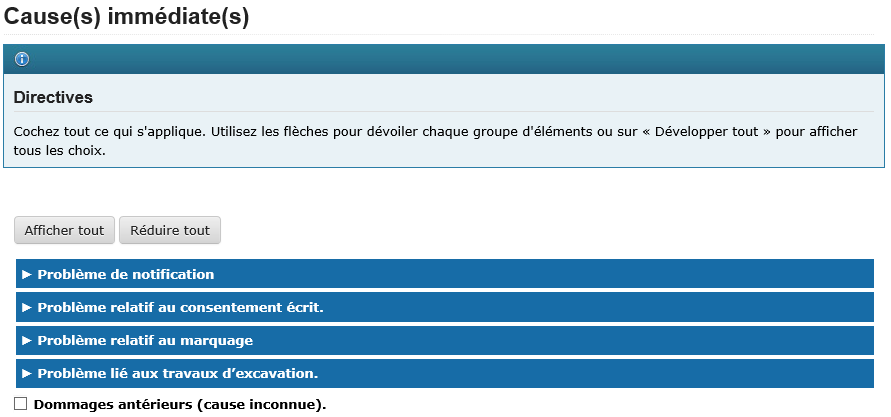 Cause(s) immédiate(s)
Directives
Cochez tout ce qui s'applique. Utilisez les flèches pour dévoiler chaque groupe d'éléments ou sur « Développer tout » pour afficher
tous les choix.
Afficher tout Réduire tout
Problème de notification
Problème relatif au consentement écrit.
Problème relatif au marquage
Problème lié aux travaux d’excavation.
Dommages antérieurs (cause inconnue).